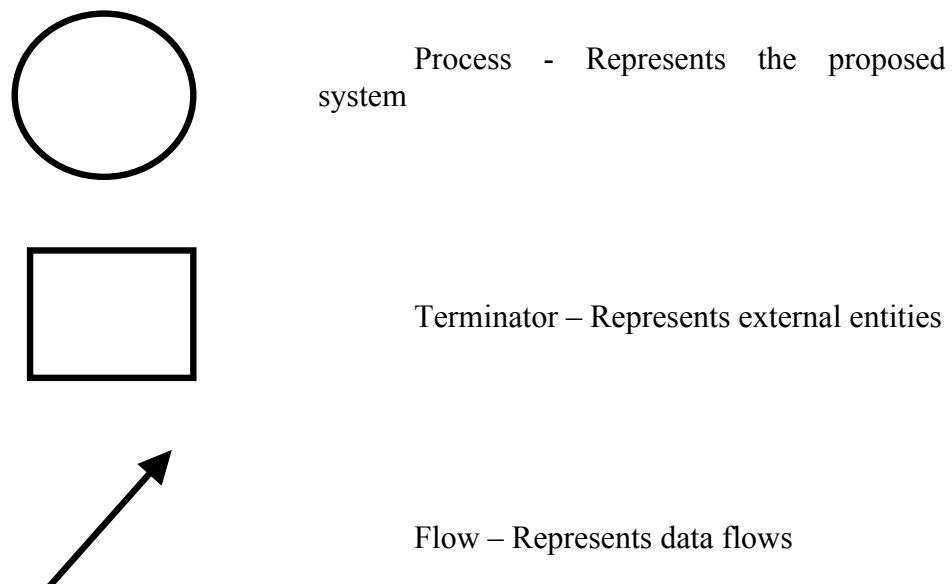 Process - Represents the proposed
system
Terminator – Represents external entities
Flow – Represents data flows